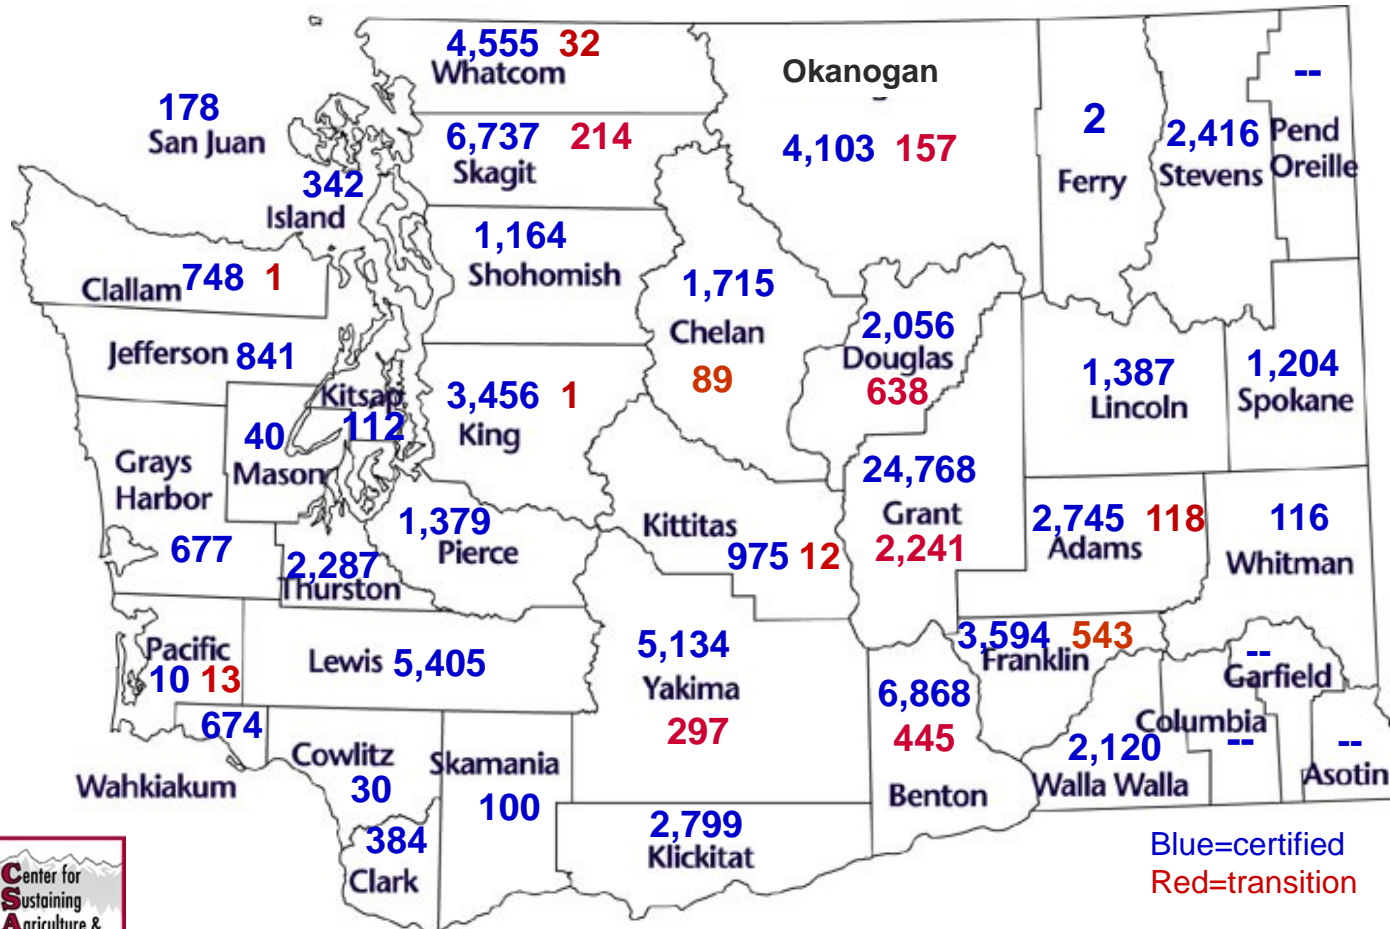 4,555 32
Whatcom
Okanogan
--
178
San Juan
6,737 214
Skagit
4,103 157
2
Ferry
2,416
Stevens
Pend
Oreille
342
Island
1,164
Shohomish
Clallam 748 1
1,715
Chelan
89
2,056
Douglas
638
Jefferson 841
1,387
Lincoln
1,204
Spokane
Kitsap
112
3,456 1
King
40
Mason
Grays
Harbor
677
24,768
Grant
2,241
1,379
Pierce
Kittitas
975 12
2,745 118
Adams
116
Whitman
2,287
Thurston
Pacific
10 13
Lewis 5,405
5,134
Yakima
297
3,594 543
Franklin
--
Garfield
6,868
445
Benton
674
Wahkiakum
Cowlitz
30
Skamania
100
Columbia
--
2,120
Walla Walla
--
Asotin
384
Clark
2,799
Klickitat
Blue=certified
Red=transition
Center for
Sustaining
Agriculture &